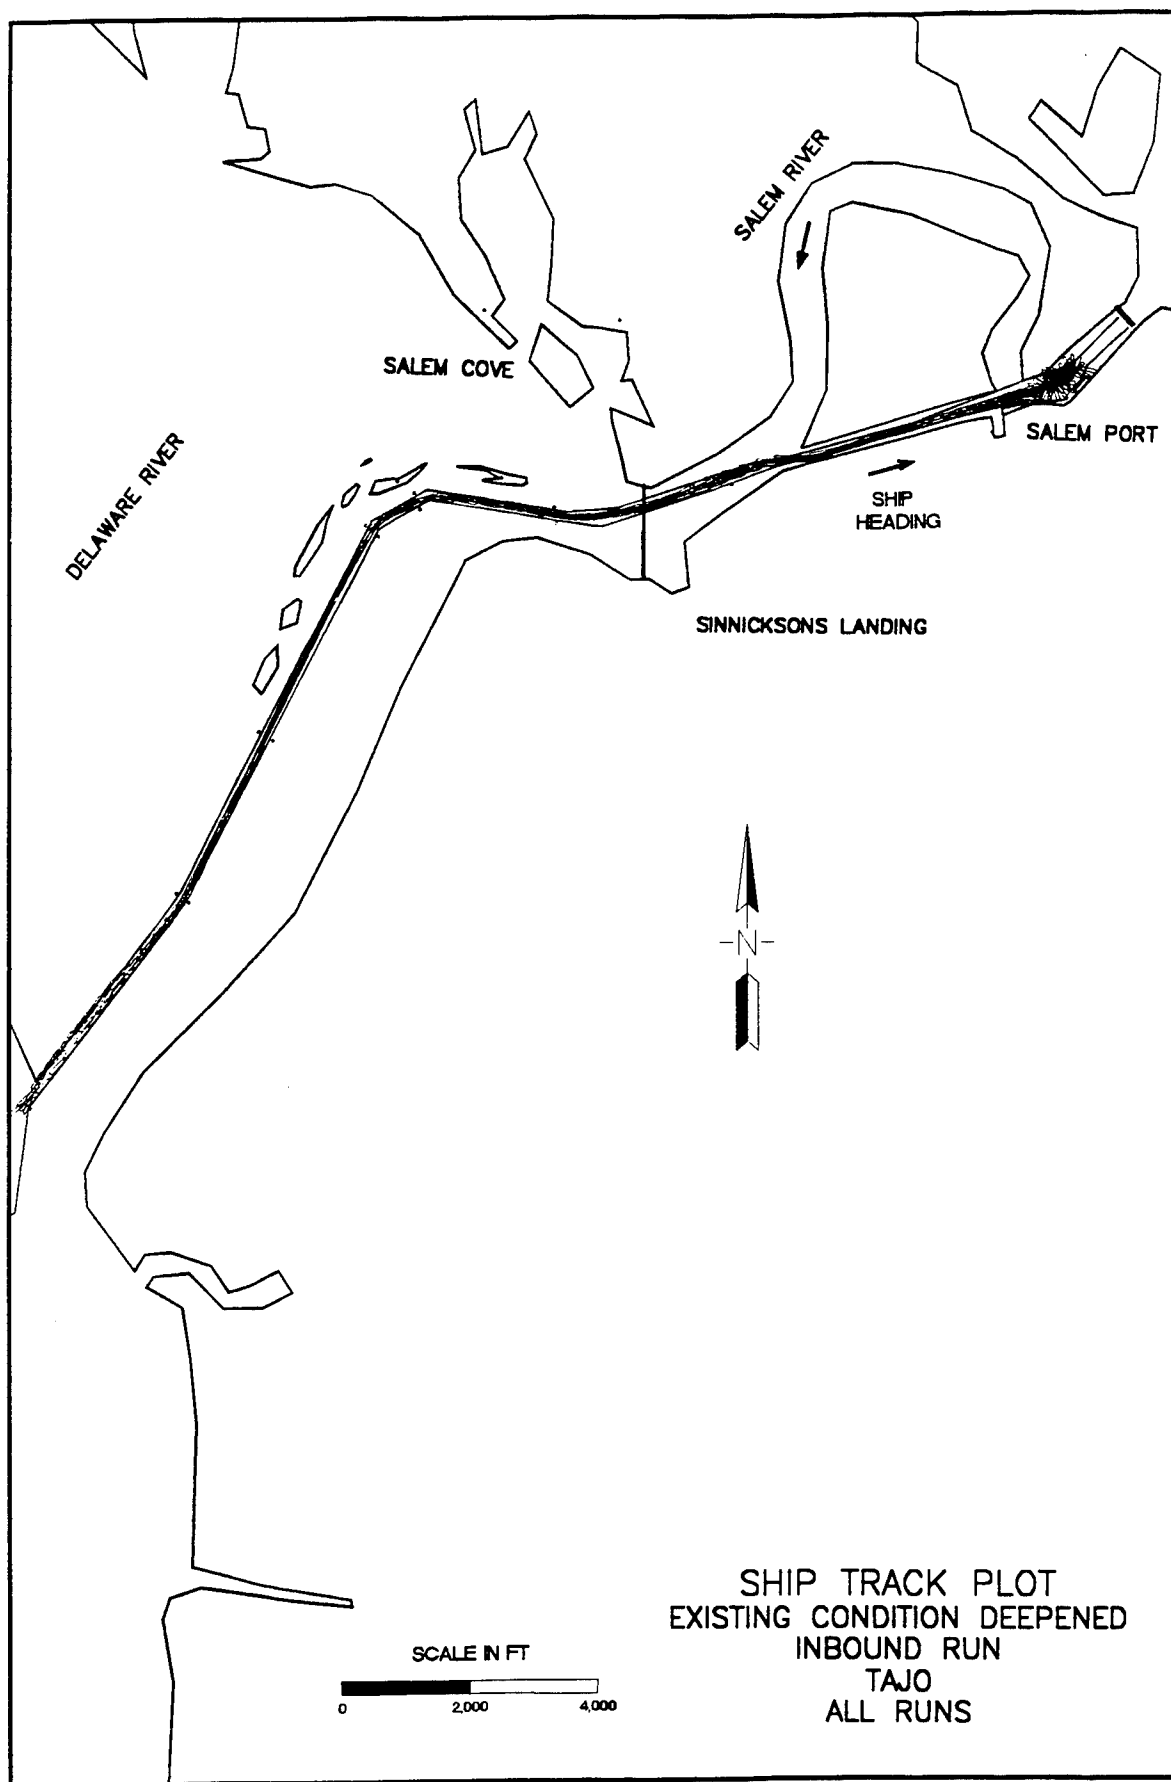 SALEM RIVER
SALEM COVE
SALEM PORT
DELAWARE RIVER
SHIP
HEADING
SINNICKSONS LANDING
N
SHIP TRACK PLOT
EXISTING CONDITION DEEPENED
INBOUND RUN
TAJO
ALL RUNS
SCALE IN FT
0 2,000 4,000